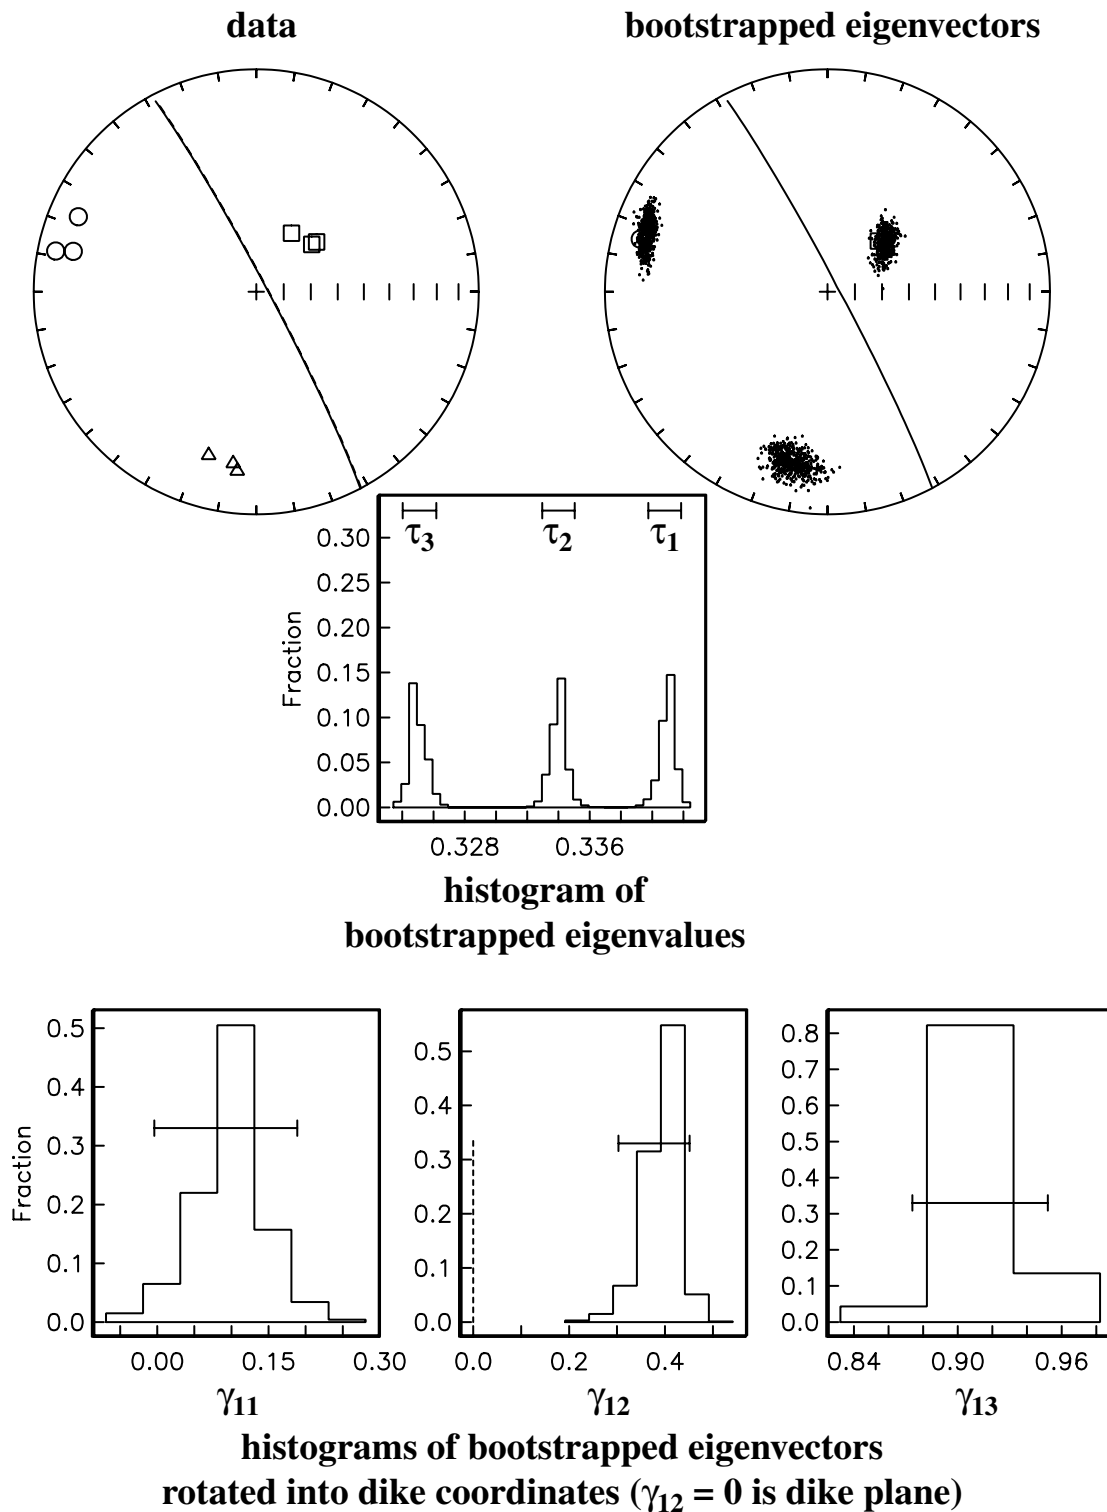 data
bootstrapped eigenvectors
τ3 τ2 τ1
0.30
0.25
0.20
0.15
0.10
0.05
0.00
Fraction
0.328 0.336
histogram of
bootstrapped eigenvalues
0.5
0.4
0.3
0.2
0.1
0.0
Fraction
0.00 0.15 0.30
γ11
0.5
0.4
0.3
0.2
0.1
0.0
0.0 0.2 0.4
γ12
0.8
0.7
0.6
0.5
0.4
0.3
0.2
0.1
0.0
0.84 0.90 0.96
γ13
histograms of bootstrapped eigenvectors
rotated into dike coordinates (γ12 = 0 is dike plane)